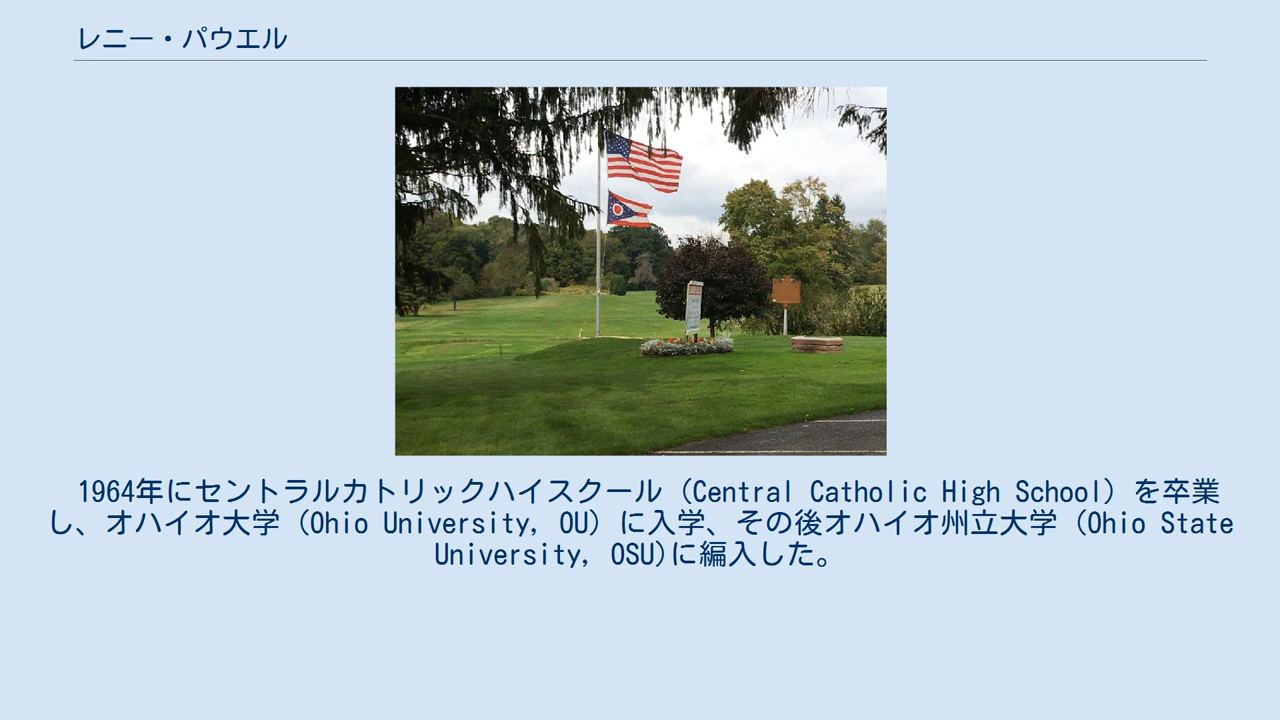 レニー・パウエル
1964年にセントラルカトリックハイスクール (Central Catholic High School) を卒業
し、オハイオ大学 (Ohio University, OU) に入学、その後オハイオ州立大学 (Ohio State
University, OSU)に編入した。